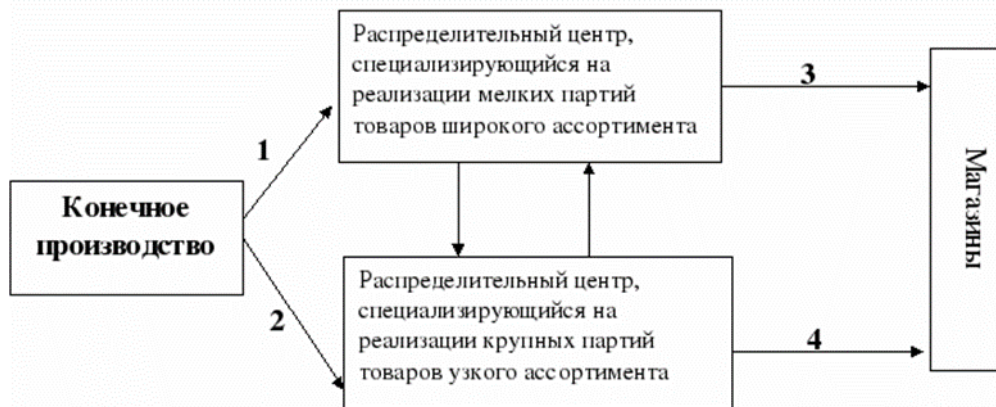 Распределительный центр,
специализирующийся на
реализации мелких партий
товаров широкого ассортимента
3
1
Конечное
производство
Магазины
2
Распределительный центр,
специализирующийся на
реализации крупных партий
товаров узкого ассортимента
4